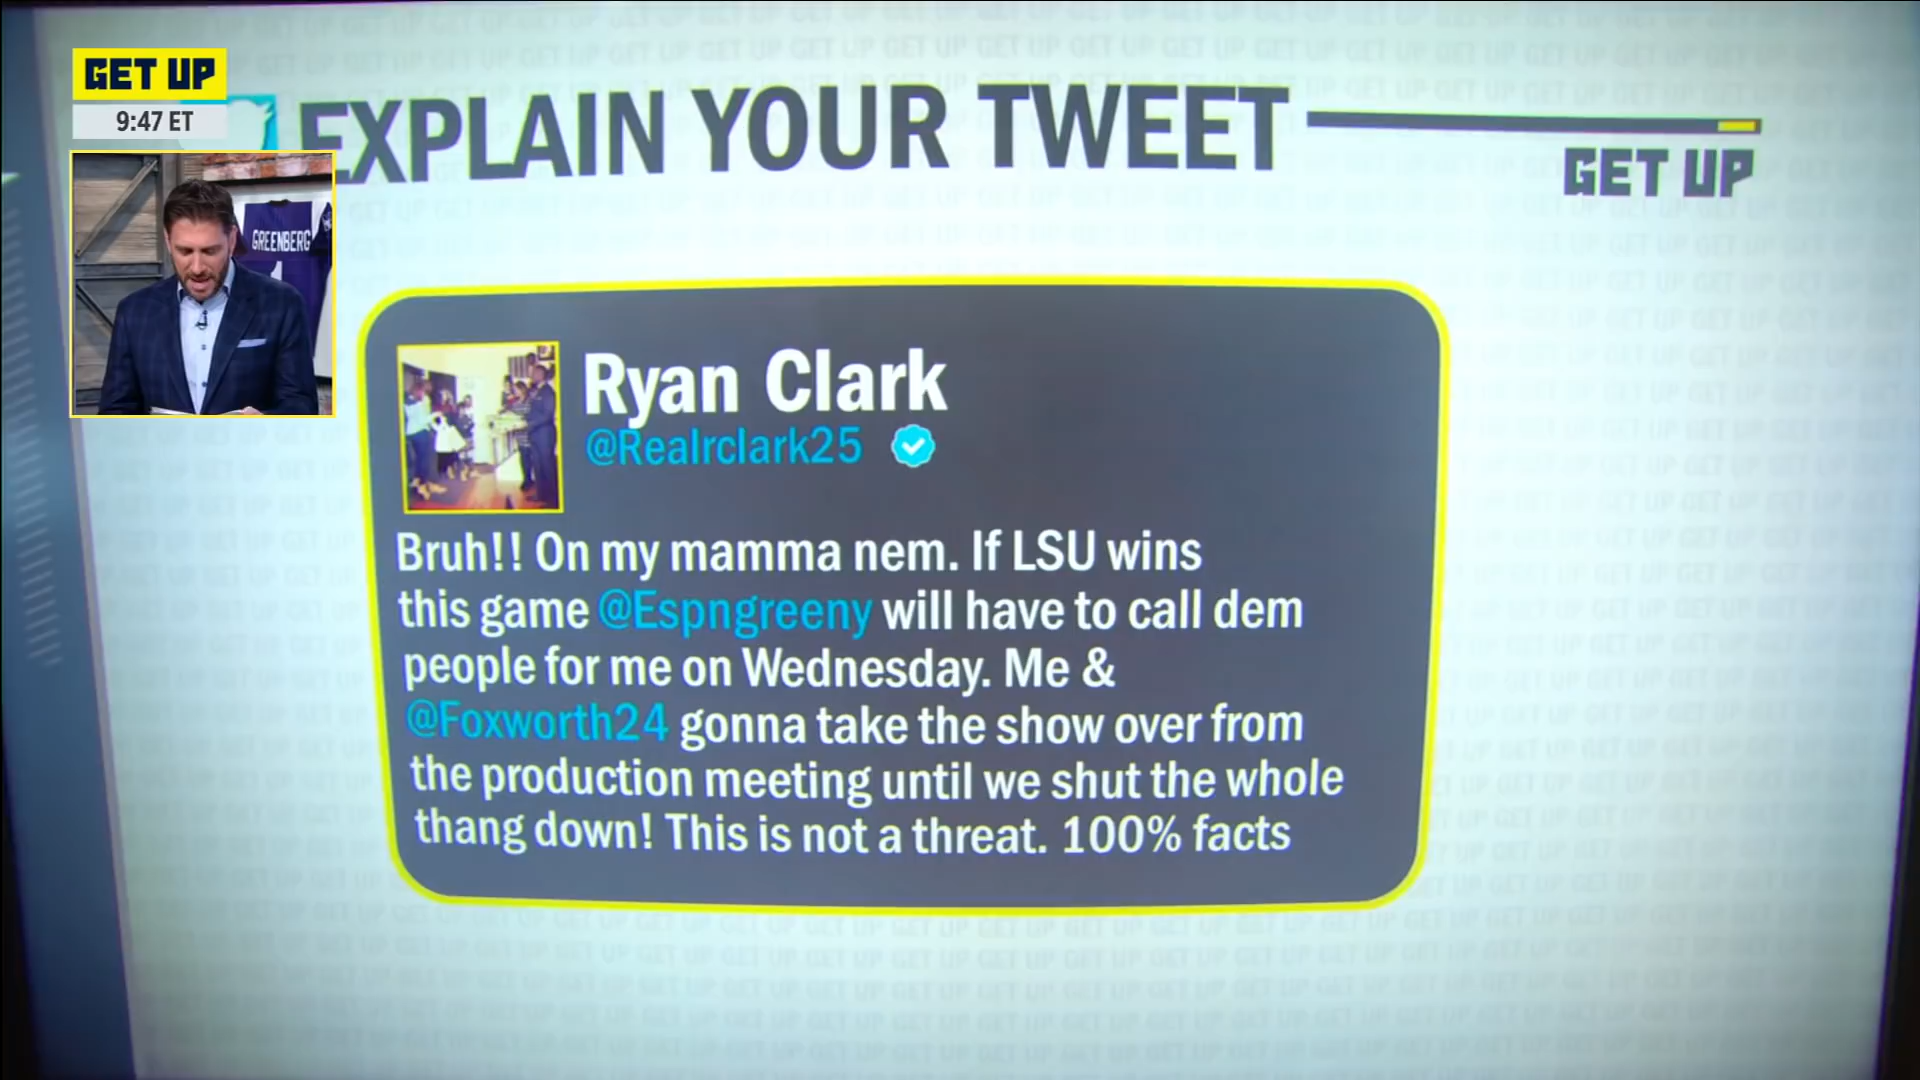 GET UP
9:47 ET
EXPLAIN YOUR TWEET
GET UP
GREENBERG
1
Ryan Clark
@Realrclark25
Bruh!! On my mamma nem. If LSU wins
this game @Espngreeny will have to call dem
people for me on Wednesday. Me &
@Foxworth24 gonna take the show over from
the production meeting until we shut the whole
thang down! This is not a threat. 100% facts